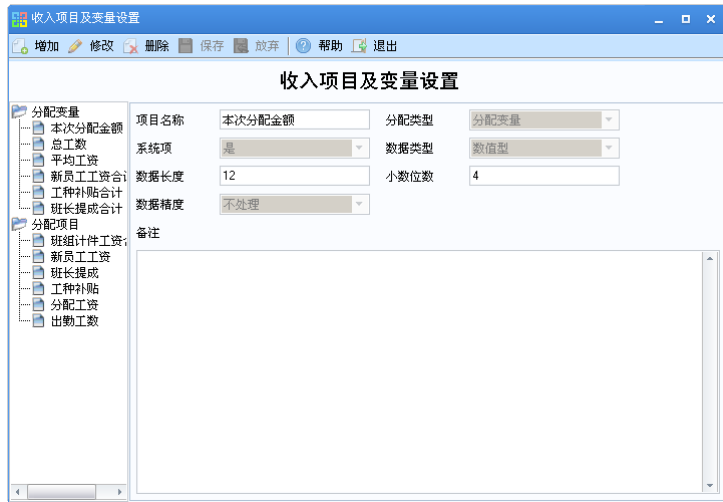 收入项目及变量设置
增加 修改 删除 保存 放弃 帮助 退出
收入项目及变量设置
分配变量
本次分配金额
总工数
平均工资
新员工工资合计
工种补贴合计
班长提成合计
分配项目
班组计件工资
新员工工资
班长提成
工种补贴
分配工资
出勤工数
项目名称 本次分配金额 分配类型 分配变量
系统项 是 数据类型 数值型
数据长度 12 小数位数 4
数据精度 不处理
备注